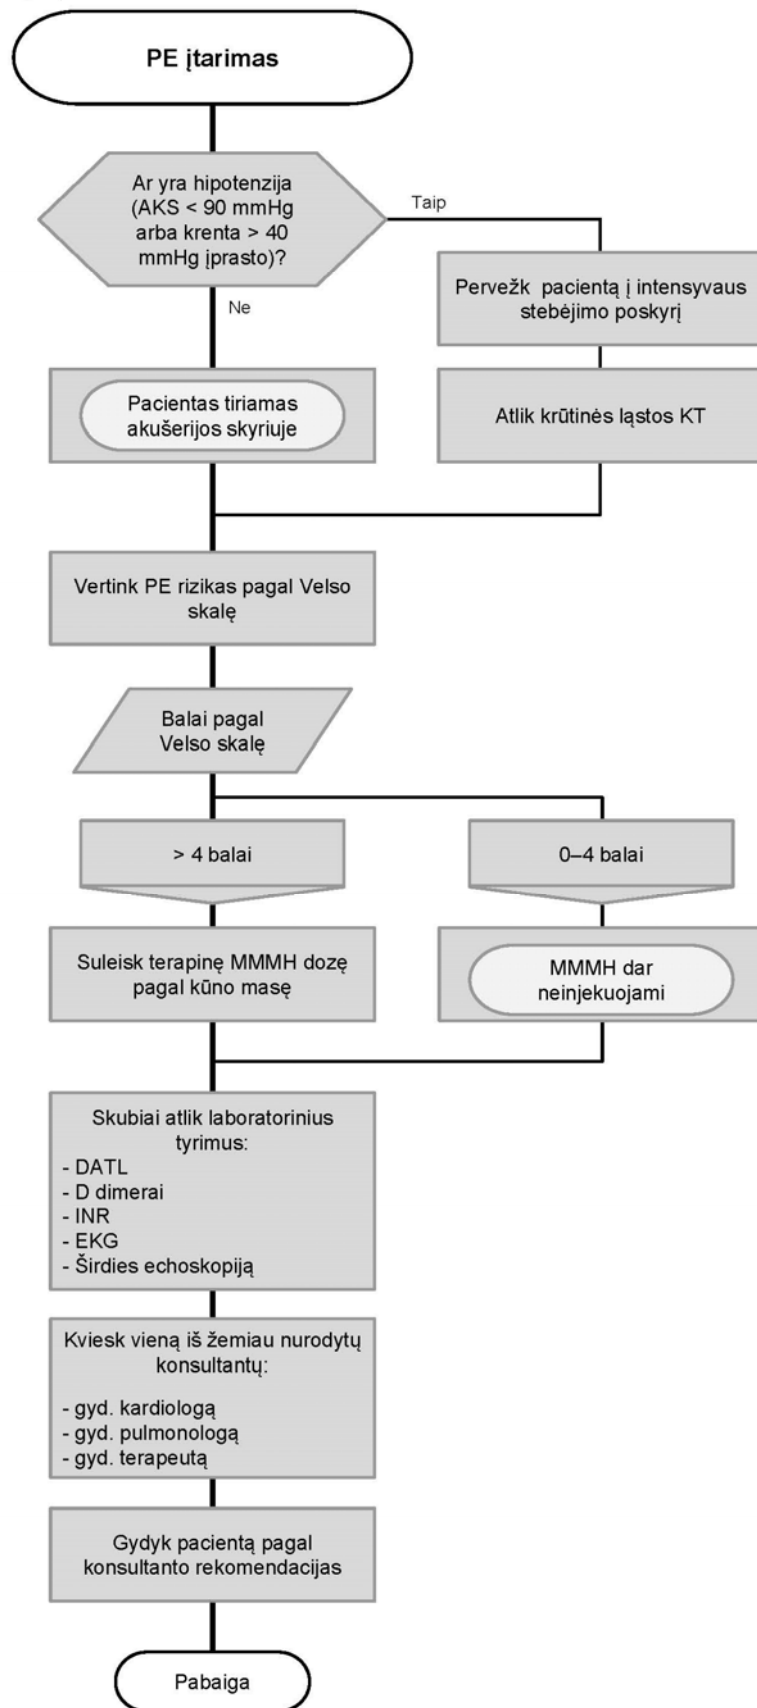 PE įtarimas
Ar yra hipotenzija
(AKS < 90 mmHg
arba krenta > 40
mmHg įprasto)?
Taip
Ne
Pervežk pacientą į intensyvaus
stebėjimo poskyrį
Pacientas tiriamas
akušerijos skyriuje
Atlik krūtinės ląstos KT
Vertink PE rizikas pagal Velso
skalę
Balai pagal
Velso skalę
> 4 balai
0–4 balai
Suleisk terapinę MMMH dozę
pagal kūno masę
MMMH dar
neinjekuojami
Skubiai atlik laboratorinius
tyrimus:
- DATL
- D dimerai
- INR
- EKG
- Širdies echoskopiją
Kviesk vieną iš žemiau nurodytų
konsultantų:
- gyd. kardiologą
- gyd. pulmonologą
- gyd. terapeutą
Gydyk pacientą pagal
konsultanto rekomendacijas
Pabaiga